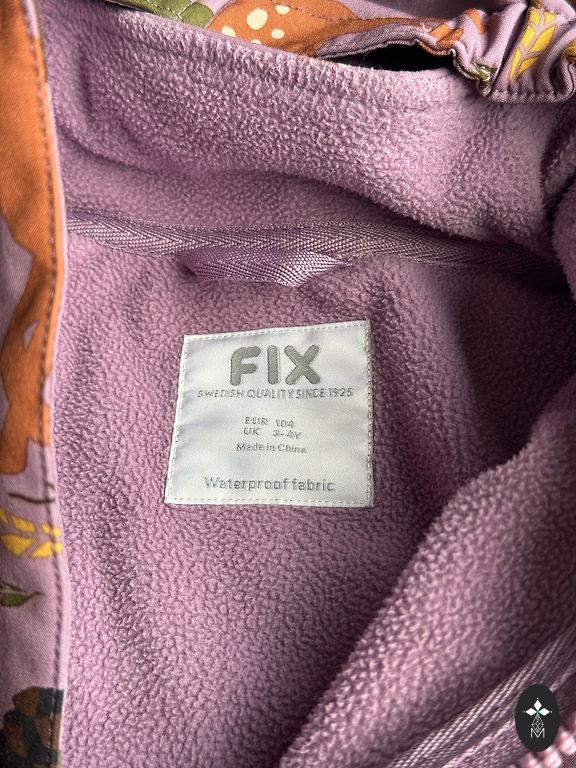 FIX
SWEDISH QUALITY SINCE 1925
EUR 104
UK 3-4Y
Made in China
Waterproof fabric
M